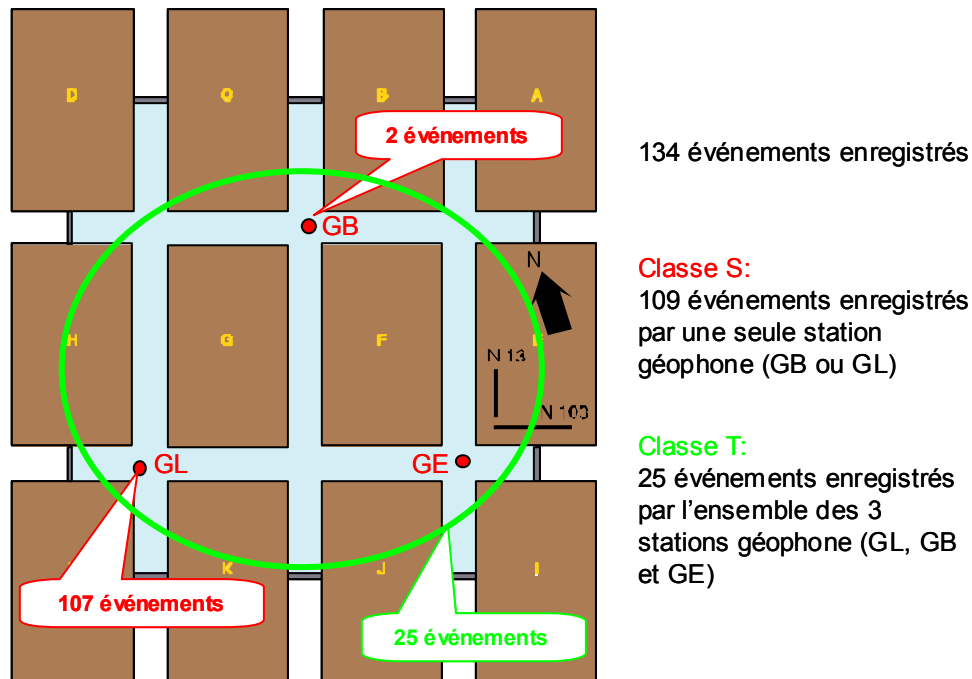 D
Q
B
A
2 événements
GB
134 événements enregistrés
N
Classe S:
109 événements enregistrés
par une seule station
géophone (GB ou GL)
H
G
F
N 13
N 103
GL
GE
Classe T:
25 événements enregistrés
par l’ensemble des 3
stations géophone (GL, GB
et GE)
K
J
I
107 événements
25 événements